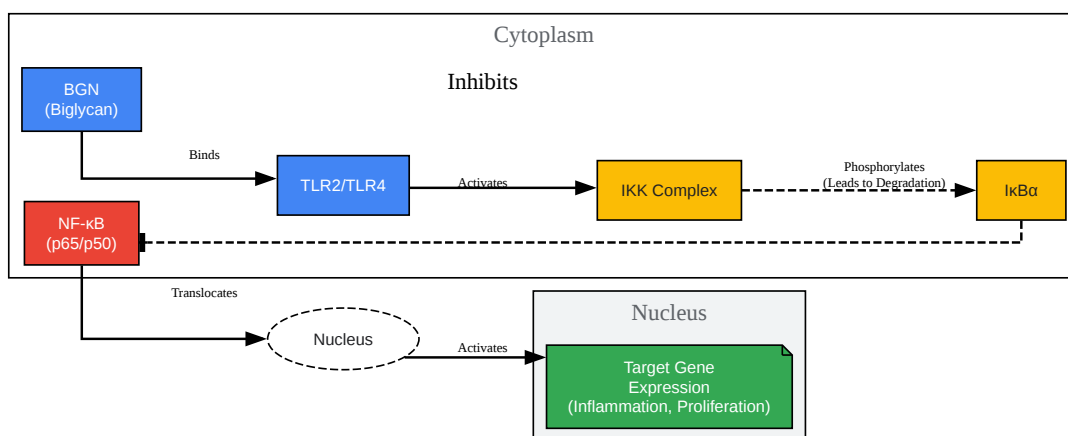 Cytoplasm
Inhibits
BGN
(Biglycan)
Binds
TLR2/TLR4
Activates
IKK Complex
Phosphorylates
(Leads to Degradation)
IκBα
NF-κB
(p65/p50)
Translocates
Nucleus
Activates
Nucleus
Target Gene
Expression
(Inflammation, Proliferation)